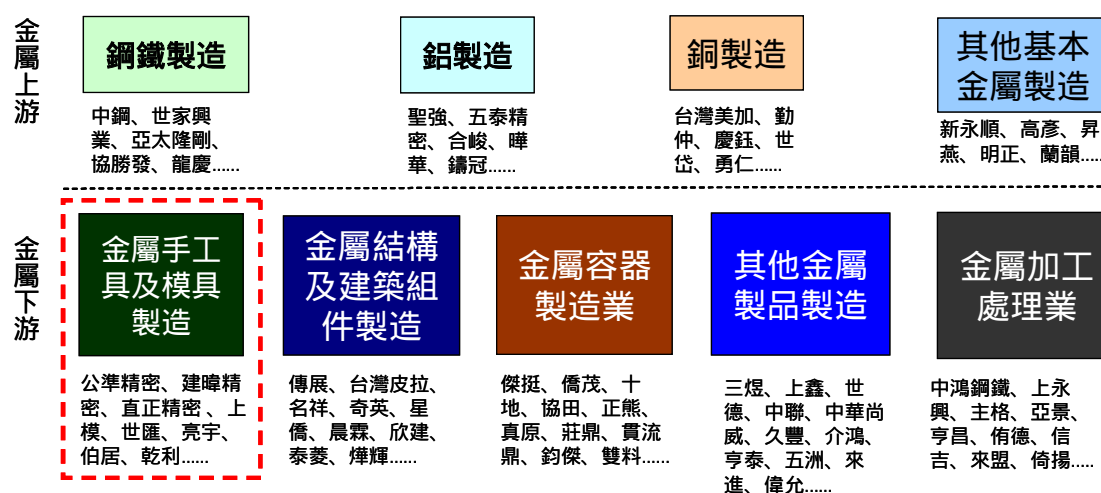 金屬上游
鋼鐵製造
中鋼、世家興
業、亞太隆剛、
協勝發、龍慶......
鋁製造
聖強、五泰精
密、合峻、曄
華、鑄冠......
銅製造
台灣美加、勤
仲、慶鈺、世
岱、勇仁......
其他基本
金屬製造
新永順、高彥、昇
燕、明正、蘭韻.....
金屬下游
金屬手工
具及模具
製造
公準精密、建暐精
密、直正精密、上
模、世匯、亮宇、
伯居、乾利......
金屬結構
及建築組
件製造
傳展、台灣皮拉、
名祥、奇英、星
僑、晨霖、欣建、
泰菱、燁輝......
金屬容器
製造業
傑挺、僑茂、十
地、協田、正熊、
真原、莊鼎、貫流
鼎、鈞傑、雙料......
其他金屬
製品製造
三煜、上鑫、世
德、中聯、中華尚
威、久豐、介鴻、
亨泰、五洲、來
進、偉允......
金屬加工
處理業
中鴻鋼鐵、上永
興、主格、亞景、
亨昌、侑德、信
吉、來盟、倚揚.....